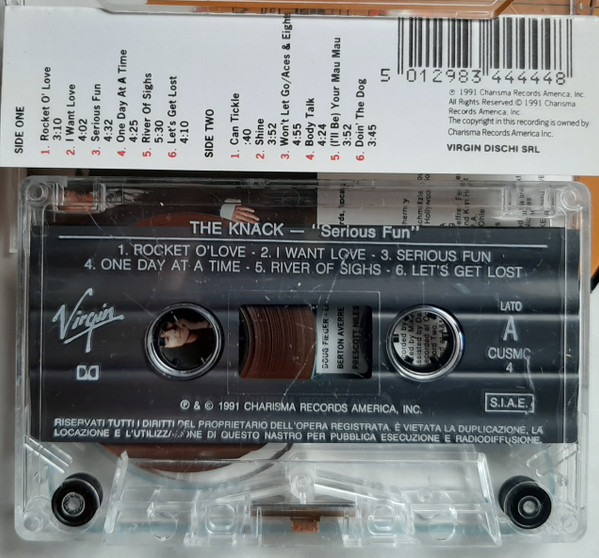 SIDE ONE
1. Rocket O' Love
3:10
2. I Want Love
4:02
3. Serious Fun
4:32
4. One Day At A Time
4:25
5. River Of Sighs
5:30
6. Let's Get Lost
4:10
SIDE TWO
1. Can Tickle
:40
2. Shine
3:52
3. Won't Let Go/Aces & Eights
4:55
4. Body Talk
4:24
5. (I'll Be) Your Mau Mau
3:52
6. Doin' The Dog
3:45
5 012983 444448
℗ 1991 Charisma Records America, Inc.
All Rights Reserved © 1991 Charisma
Records America, Inc.
The copyright in this recording is owned by
Charisma Records America Inc.
VIRGIN DISCHI SRL
THE KNACK — "Serious Fun"
1. ROCKET O'LOVE - 2. I WANT LOVE - 3. SERIOUS FUN
4. ONE DAY AT A TIME - 5. RIVER OF SIGHS - 6. LET'S GET LOST
Virgin
LATO
A
CUSMC
4
DOUG FIEGER
BERTON AVERRE
PRESCOTT NILES
℗ & © 1991 CHARISMA RECORDS AMERICA, INC.
S.I.A.E.
RISERVATI TUTTI I DIRITTI DEL PROPRIETARIO DELL'OPERA REGISTRATA. È VIETATA LA DUPLICAZIONE, LA
LOCAZIONE E L'UTILIZZAZIONE DI QUESTO NASTRO PER PUBBLICA ESECUZIONE E RADIODIFFUSIONE.